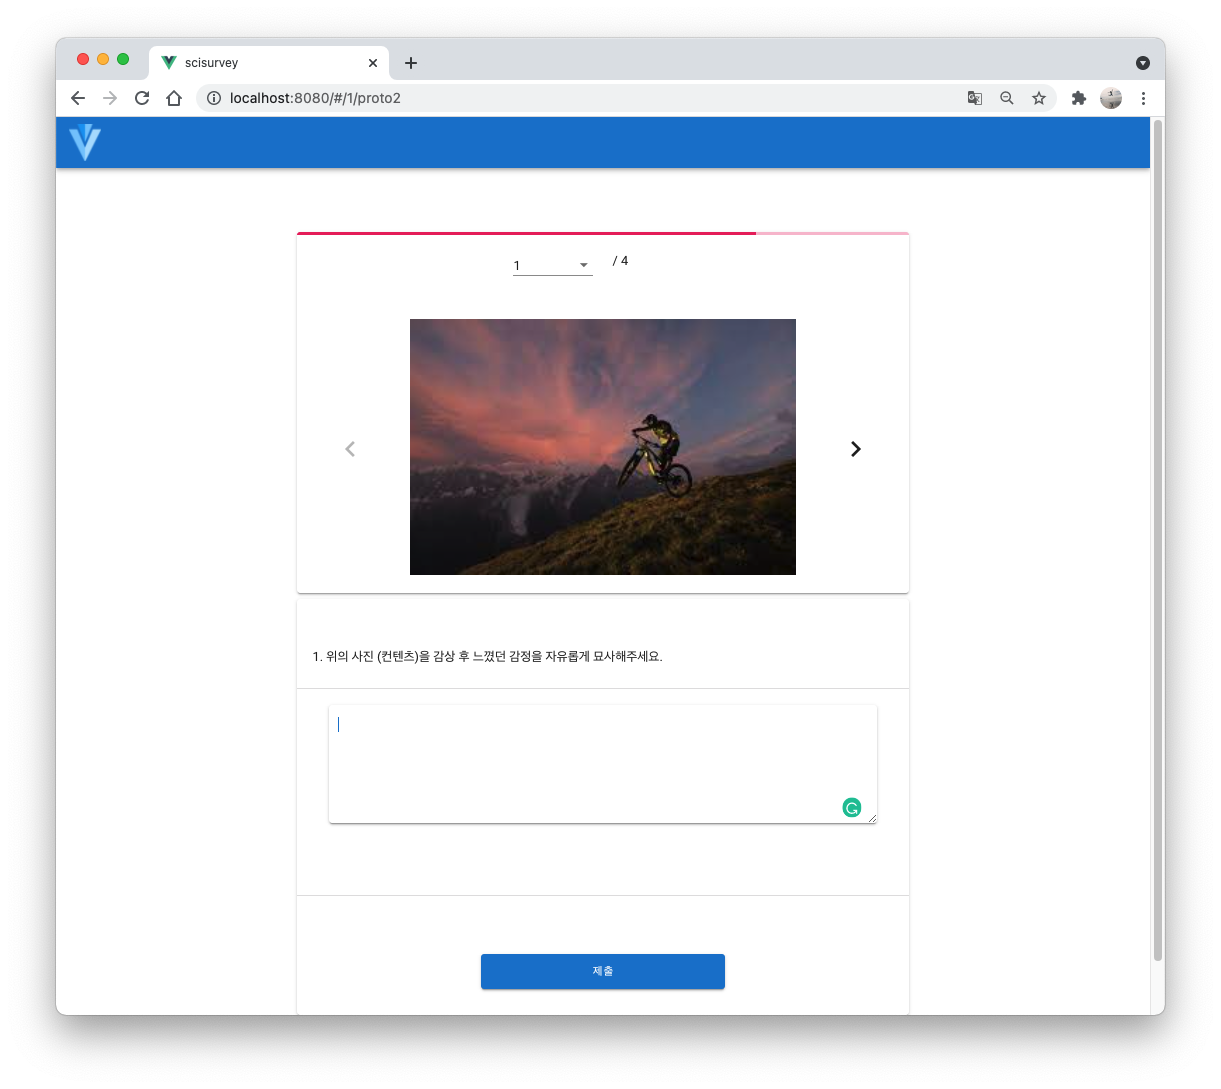 scisurvey
localhost:8080/#/1/proto2
1
/ 4
1. 위의 사진 (컨텐츠)을 감상 후 느꼈던 감정을 자유롭게 묘사해주세요.
제출